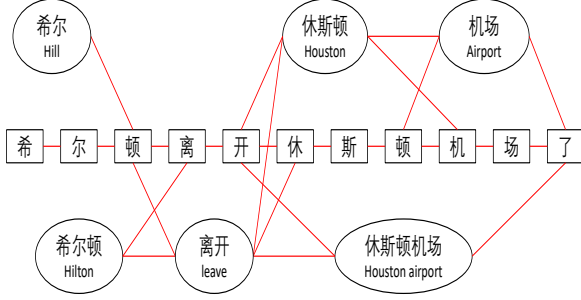 希尔
Hill
休斯顿
Houston
机场
Airport
希 尔 顿 离 开 休 斯 顿 机 场 了
希尔顿
Hilton
离开
leave
休斯顿机场
Houston airport